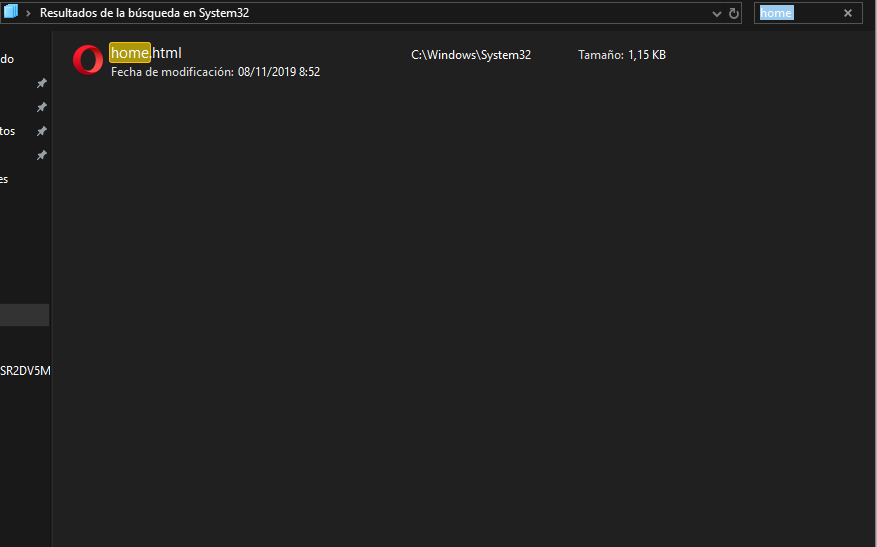 Resultados de la búsqueda en System32
home
do
home.html
C:\Windows\System32
Tamaño: 1,15 KB
Fecha de modificación: 08/11/2019 8:52
tos
es
SR2DV5M